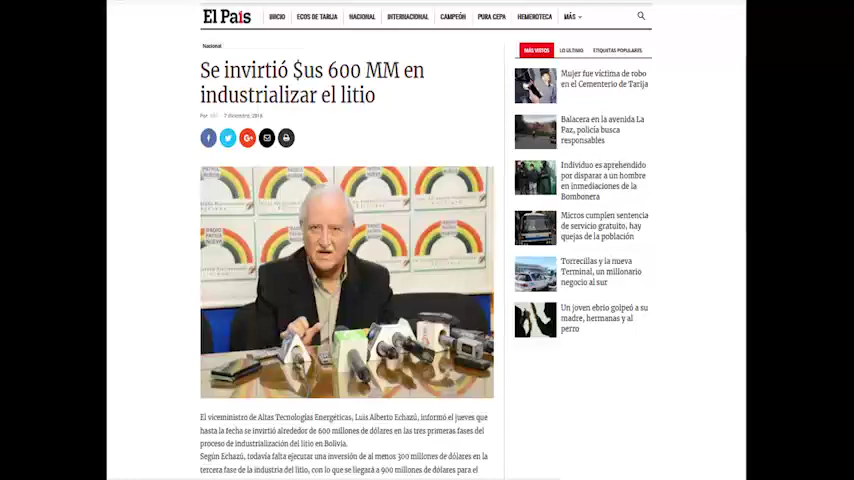 El País
INICIO
ECOS DE TARIJA
NACIONAL
INTERNACIONAL
CAMPEÓN
PURA CEPA
HEMEROTECA
MÁS
Nacional
Se invirtió $us 600 MM en
industrializar el litio
Por
7 diciembre, 2018
RADIO
PATRIA
NUEVA
El viceministro de Altas Tecnologías Energéticas, Luis Alberto Echazú, informó el jueves que
hasta la fecha se invirtió alrededor de 600 millones de dólares en las tres primeras fases del
proceso de industrialización del litio en Bolivia.
Según Echazú, todavía falta ejecutar una inversión de al menos 300 millones de dólares en la
tercera fase de la industria del litio, con lo que se llegará a 900 millones de dólares para el
MÁS VISTOS
LO ÚLTIMO
ETIQUETAS POPULARES
Mujer fue víctima de robo
en el Cementerio de Tarija
Balacera en la avenida La
Paz, policía busca
responsables
Individuo es aprehendido
por disparar a un hombre
en inmediaciones de la
Bombonera
Micros cumplen sentencia
de servicio gratuito, hay
quejas de la población
Torrecillas y la nueva
Terminal, un millonario
negocio al sur
Un joven ebrio golpeó a su
madre, hermanas y al
perro